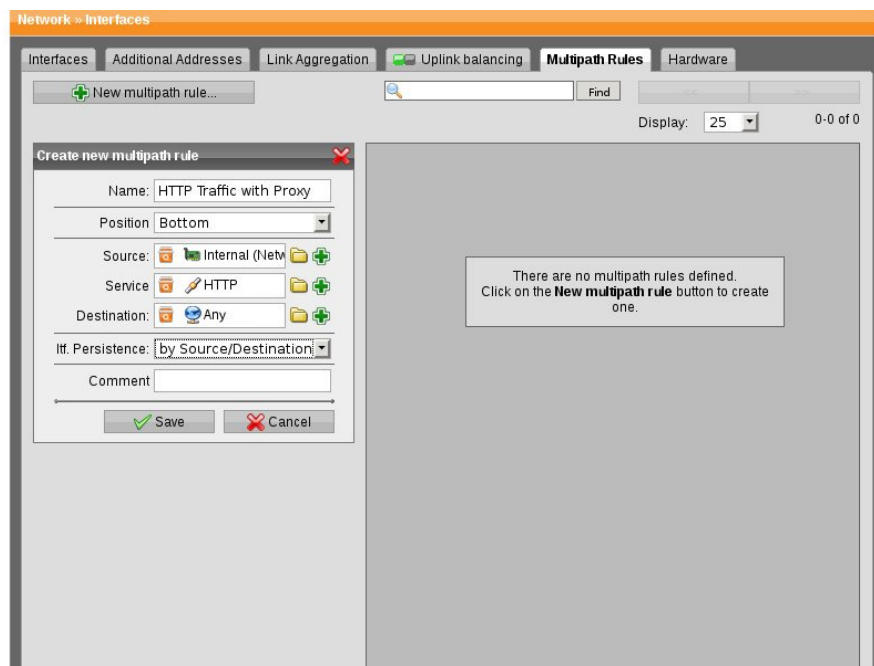 Network » Interfaces
Interfaces
Additional Addresses
Link Aggregation
Uplink balancing
Multipath Rules
Hardware
New multipath rule...
Find
<<
>>
Display: 25
0-0 of 0
Create new multipath rule
Name: HTTP Traffic with Proxy
Position Bottom
Source: Internal (Netw
Service HTTP
Destination: Any
Itf. Persistence: by Source/Destination
Comment
Save
Cancel
There are no multipath rules defined.
Click on the New multipath rule button to create
one.